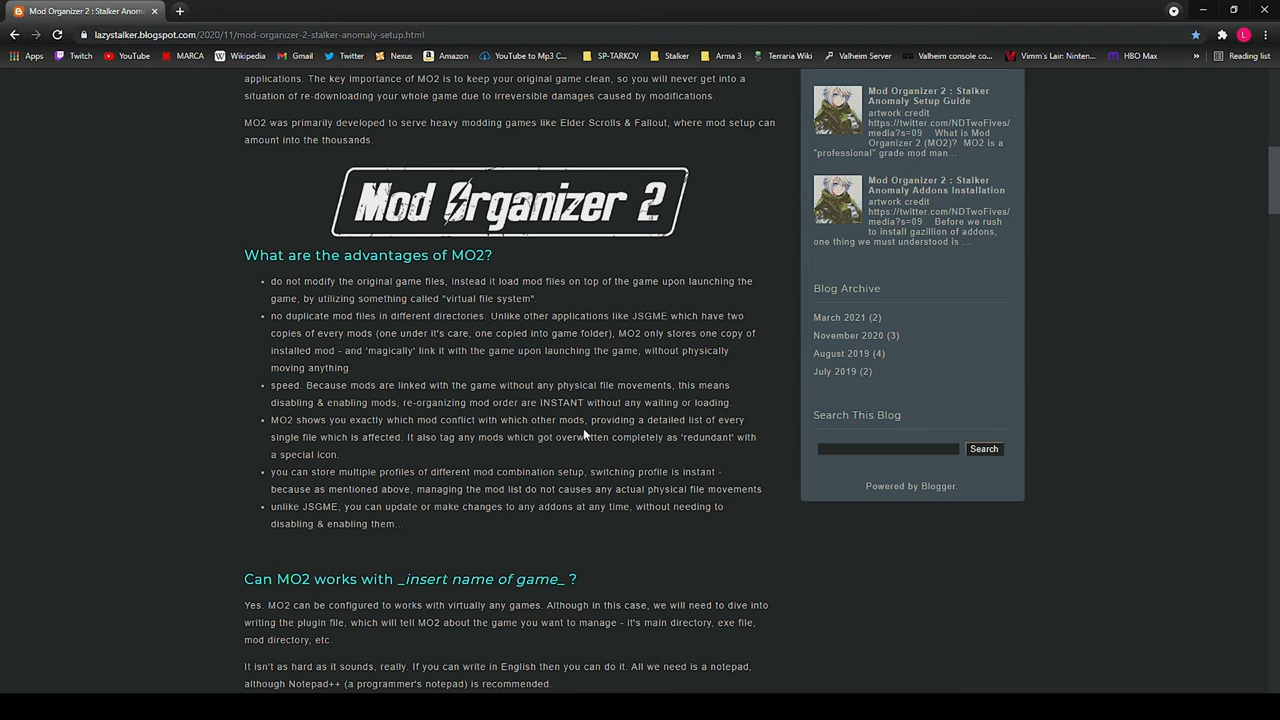 Mod Organizer 2 : Stalker Anom
lazystalker.blogspot.com/2020/11/mod-organizer-2-stalker-anomaly-setup.html
L
Apps
Twitch
YouTube
MARCA
Wikipedia
Gmail
Twitter
Nexus
Amazon
YouTube to Mp3 C...
SP-TARKOV
Stalker
Arma 3
Terraria Wiki
Valheim Server
Valheim console co...
Vimm's Lair: Ninten...
HBO Max
»
Reading list
applications. The key importance of MO2 is to keep your original game clean, so you will never get into a
situation of re-downloading your whole game due to irreversible damages caused by modifications.
MO2 was primarily developed to serve heavy modding games like Elder Scrolls & Fallout, where mod setup can
amount into the thousands.
Mod Organizer 2
What are the advantages of MO2?
• do not modify the original game files, instead it load mod files on top of the game upon launching the
game, by utilizing something called "virtual file system".
• no duplicate mod files in different directories. Unlike other applications like JSGME which have two
copies of every mods (one under it's care, one copied into game folder), MO2 only stores one copy of
installed mod - and 'magically' link it with the game upon launching the game, without physically
moving anything.
• speed. Because mods are linked with the game without any physical file movements, this means
disabling & enabling mods, re-organizing mod order are INSTANT without any waiting or loading.
• MO2 shows you exactly which mod conflict with which other mods, providing a detailed list of every
single file which is affected. It also tag any mods which got overwritten completely as 'redundant' with
a special icon.
• you can store multiple profiles of different mod combination setup, switching profile is instant -
because as mentioned above, managing the mod list do not causes any actual physical file movements
• unlike JSGME, you can update or make changes to any addons at any time, without needing to
disabling & enabling them...
Can MO2 works with _insert name of game_ ?
Yes. MO2 can be configured to works with virtually any games. Although in this case, we will need to dive into
writing the plugin file, which will tell MO2 about the game you want to manage - it's main directory, exe file,
mod directory, etc.
It isn't as hard as it sounds, really. If you can write in English then you can do it. All we need is a notepad,
although Notepad++ (a programmer's notepad) is recommended.
Mod Organizer 2 : Stalker
Anomaly Setup Guide
artwork credit
https://twitter.com/NDTwoFives/
media?s=09 What is Mod
Organizer 2 (MO2)? MO2 is a
"professional" grade mod man...
Mod Organizer 2 : Stalker
Anomaly Addons Installation
artwork credit
https://twitter.com/NDTwoFives/
media?s=09 Before we rush
to install gazillion of addons,
one thing we must understood is ...
Blog Archive
March 2021 (2)
November 2020 (3)
August 2019 (4)
July 2019 (2)
Search This Blog
Search
Powered by Blogger.